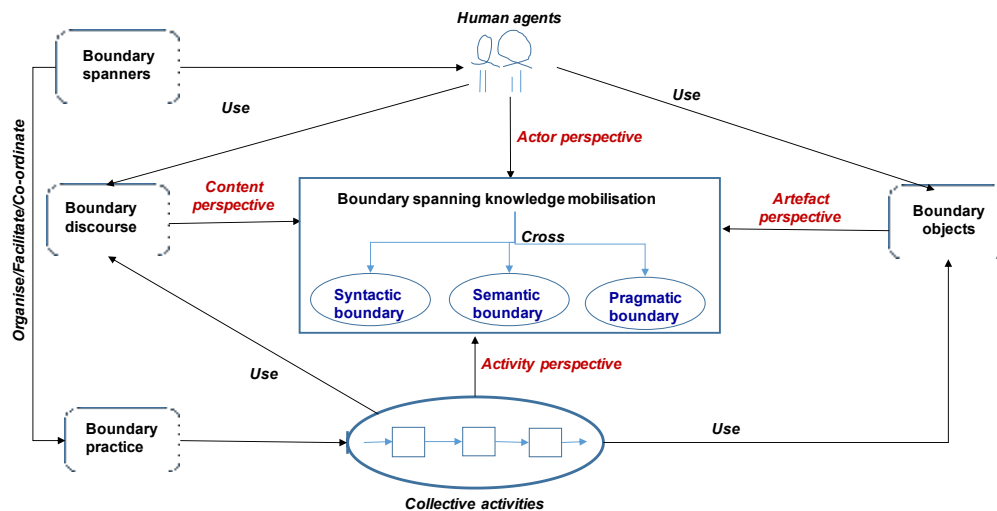 Human agents
Boundary
spanners
Use
Use
Actor perspective
Organise/Facilitate/Co-ordinate
Boundary
discourse
Content
perspective
Boundary spanning knowledge mobilisation
Cross
Syntactic
boundary
Semantic
boundary
Pragmatic
boundary
Artefact
perspective
Boundary
objects
Activity perspective
Use
Boundary
practice
Use
Collective activities